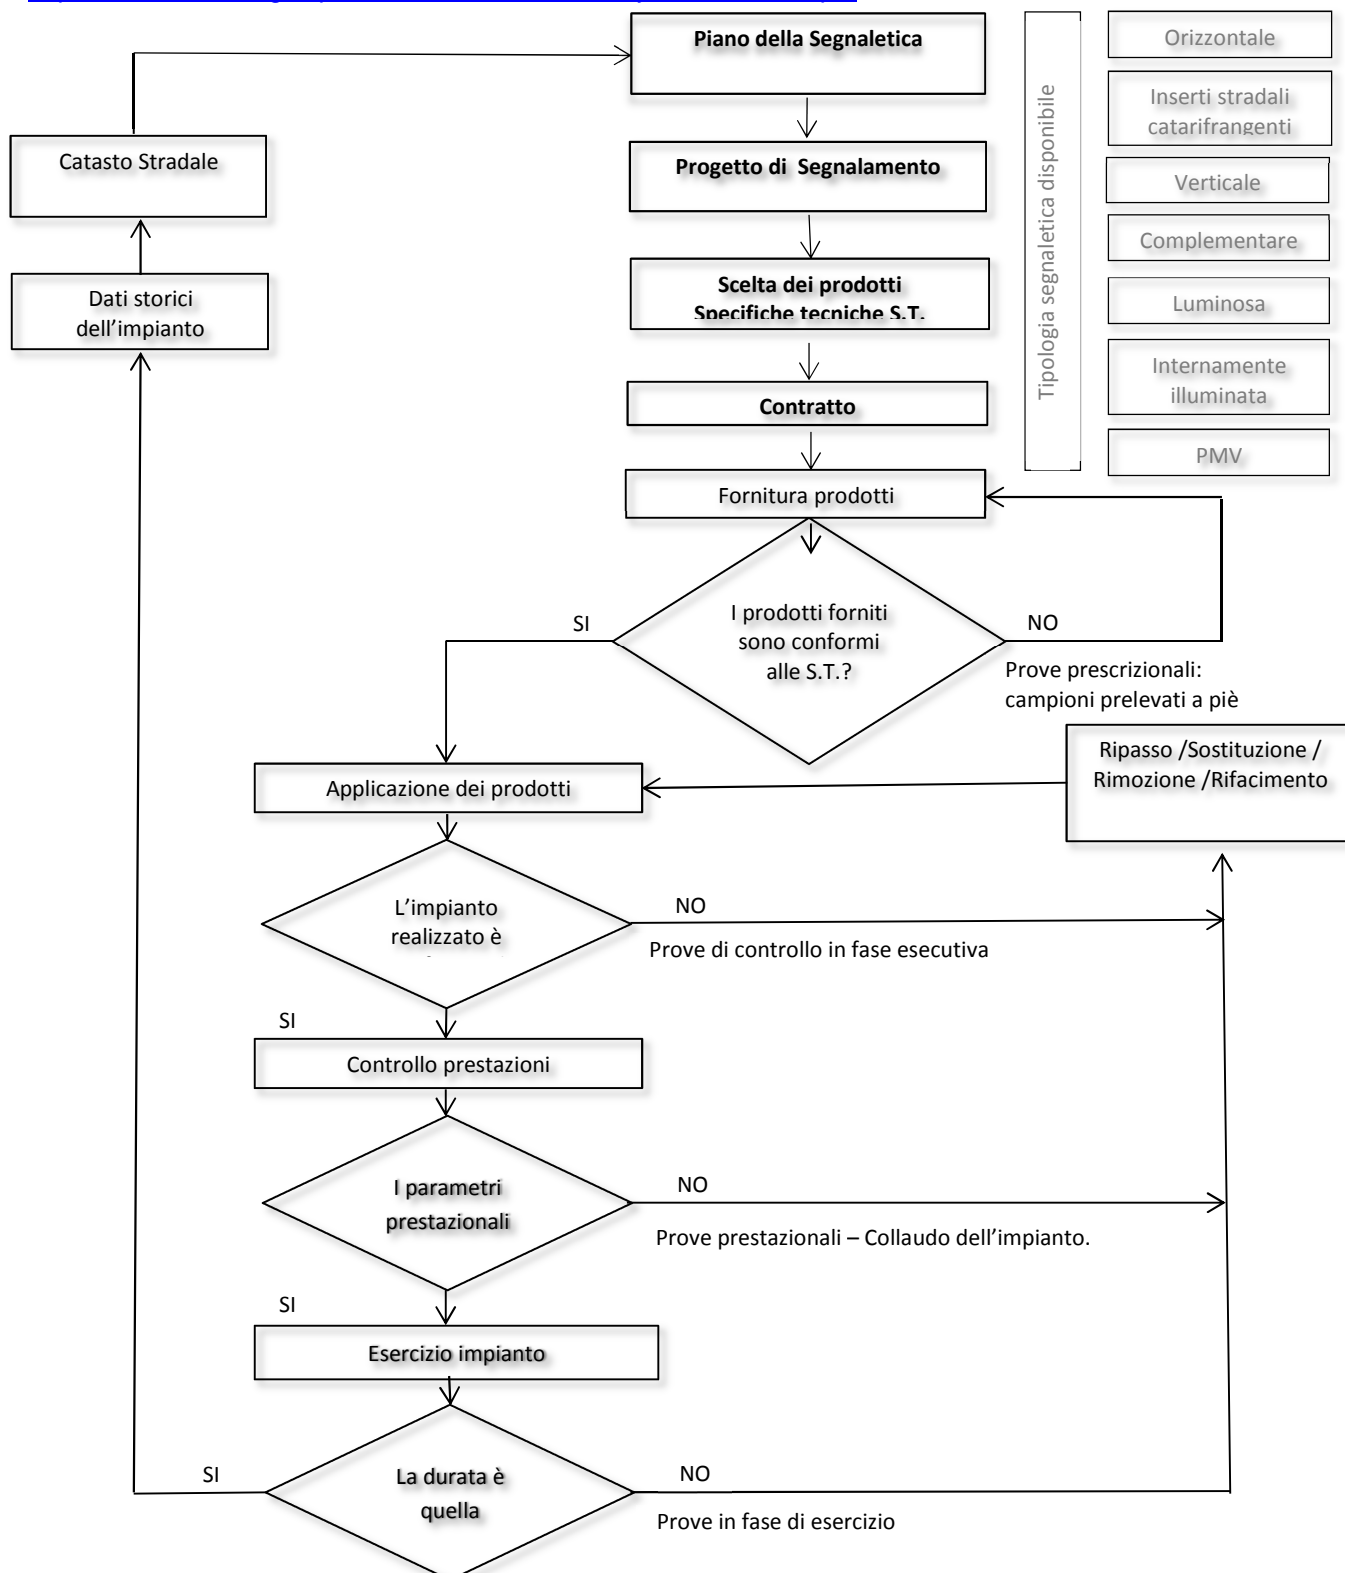 Piano della Segnaletica
Progetto di Segnalamento
Scelta dei prodotti
Specifiche tecniche S.T.
Contratto
Fornitura prodotti
Catasto Stradale
Dati storici
dell'impianto
Tipologia segnaletica disponibile
Orizzontale
Inserti stradali
catarifrangenti
Verticale
Complementare
Luminosa
Internamente
illuminata
PMV
I prodotti forniti
sono conformi
alle S.T.?
SI
NO
Prove prescrizionali:
campioni prelevati a piè
Ripasso /Sostituzione /
Rimozione /Rifacimento
Applicazione dei prodotti
L'impianto
realizzato è
NO
Prove di controllo in fase esecutiva
SI
Controllo prestazioni
I parametri
prestazionali
NO
Prove prestazionali – Collaudo dell'impianto.
SI
Esercizio impianto
La durata è
quella
SI
NO
Prove in fase di esercizio